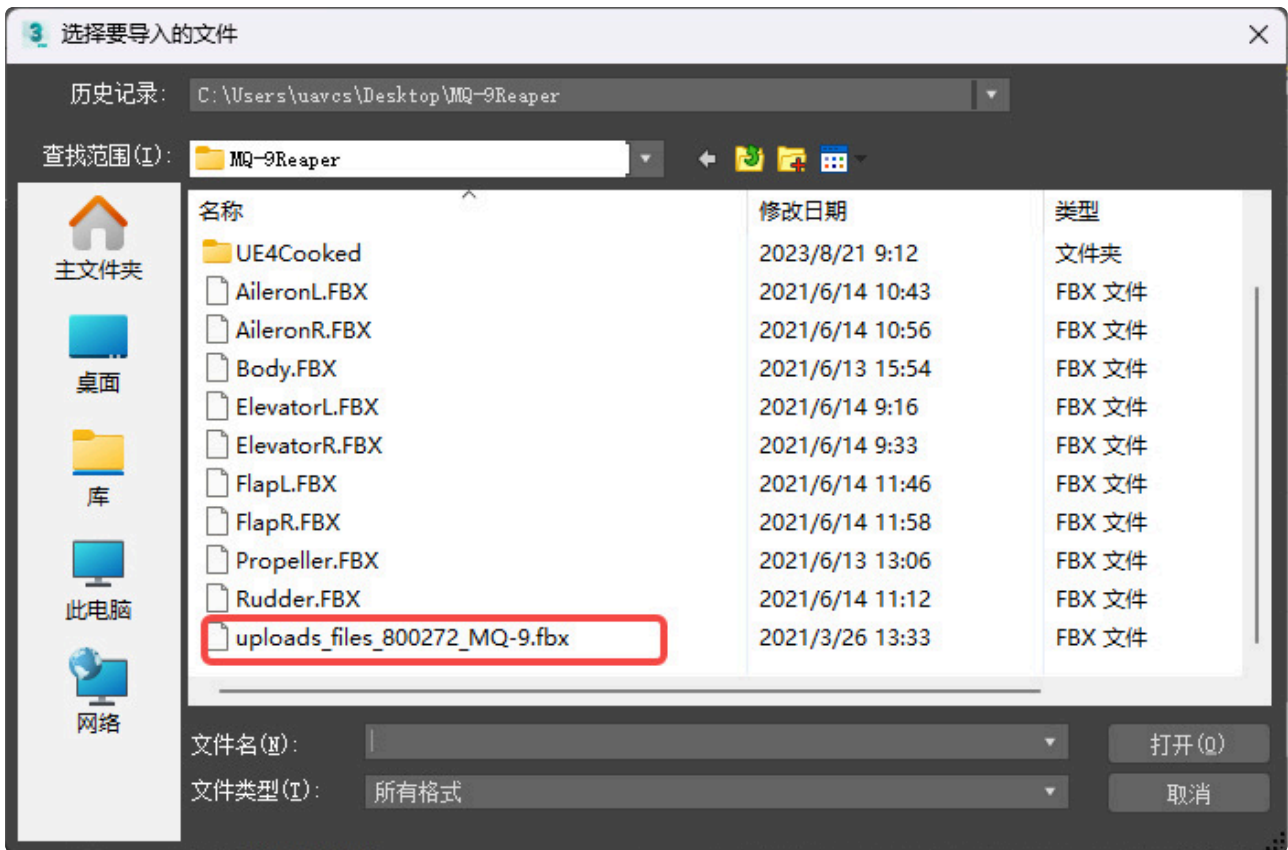 选择要导入的文件
历史记录: C:\Users\uavcs\Desktop\MQ-9Reaper
查找范围(I): MQ-9Reaper
名称 修改日期 类型
UE4Cooked 2023/8/21 9:12 文件夹
AileronL.FBX 2021/6/14 10:43 FBX 文件
AileronR.FBX 2021/6/14 10:56 FBX 文件
Body.FBX 2021/6/13 15:54 FBX 文件
ElevatorL.FBX 2021/6/14 9:16 FBX 文件
ElevatorR.FBX 2021/6/14 9:33 FBX 文件
FlapL.FBX 2021/6/14 11:46 FBX 文件
FlapR.FBX 2021/6/14 11:58 FBX 文件
Propeller.FBX 2021/6/13 13:06 FBX 文件
Rudder.FBX 2021/6/14 11:12 FBX 文件
uploads_files_800272_MQ-9.fbx 2021/3/26 13:33 FBX 文件
主文件夹
桌面
库
此电脑
网络
文件名(N): 打开(O)
文件类型(T): 所有格式 取消